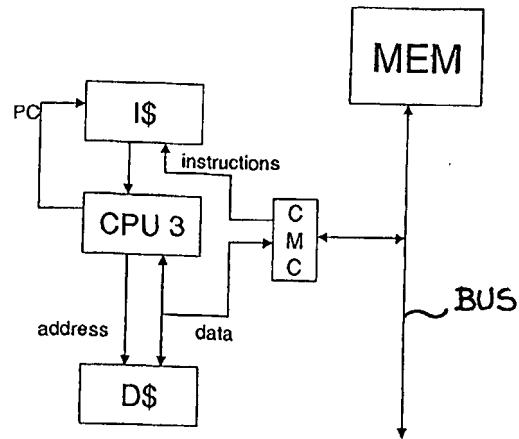 MEM
PC
I$
instructions
CPU 3
C
M
C
BUS
address
data
D$